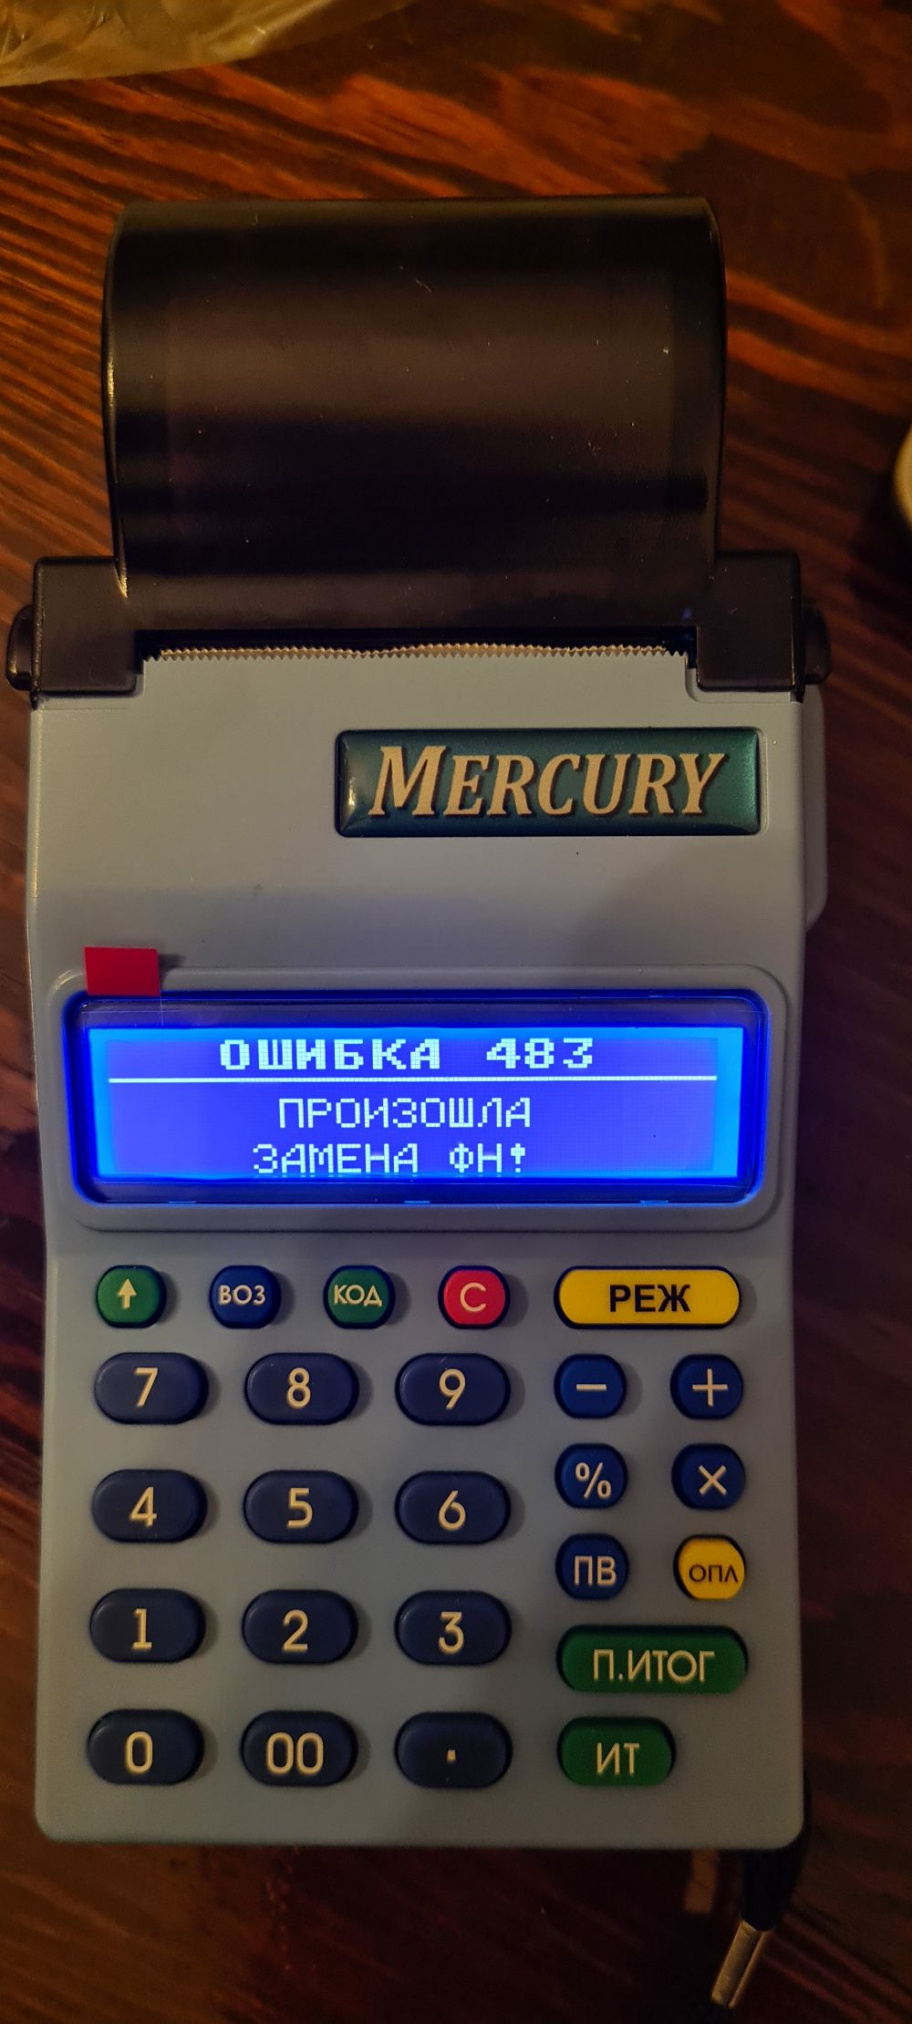 MERCURY
ОШИБКА 483
ПРОИЗОШЛА
ЗАМЕНА ФН!
↑ ВОЗ КОД С РЕЖ
7 8 9 − +
4 5 6 % ×
ПВ ОПЛ
1 2 3 П.ИТОГ
0 00 . ИТ